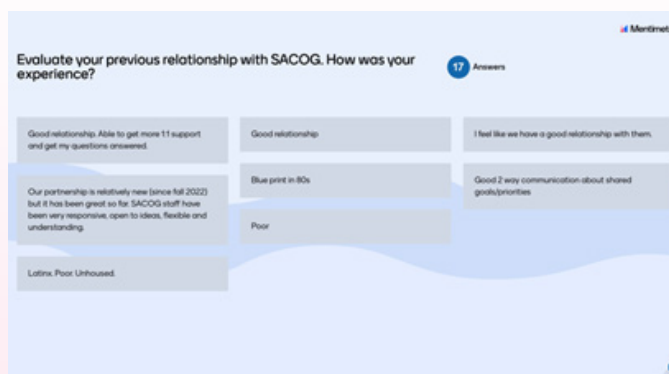 Mentimet
Evaluate your previous relationship with SACOG. How was your
experience?
17 Answers
Good relationship. Able to get more 1:1 support
and get my questions answered.
Our partnership is relatively new (since fall 2022)
but it has been great so far. SACOG staff have
been very responsive, open to ideas, flexible and
understanding.
Latinx. Poor. Unhoused.
Good relationship
Blue print in 80s
Poor
I feel like we have a good relationship with them.
Good 2 way communication about shared
goals/priorities